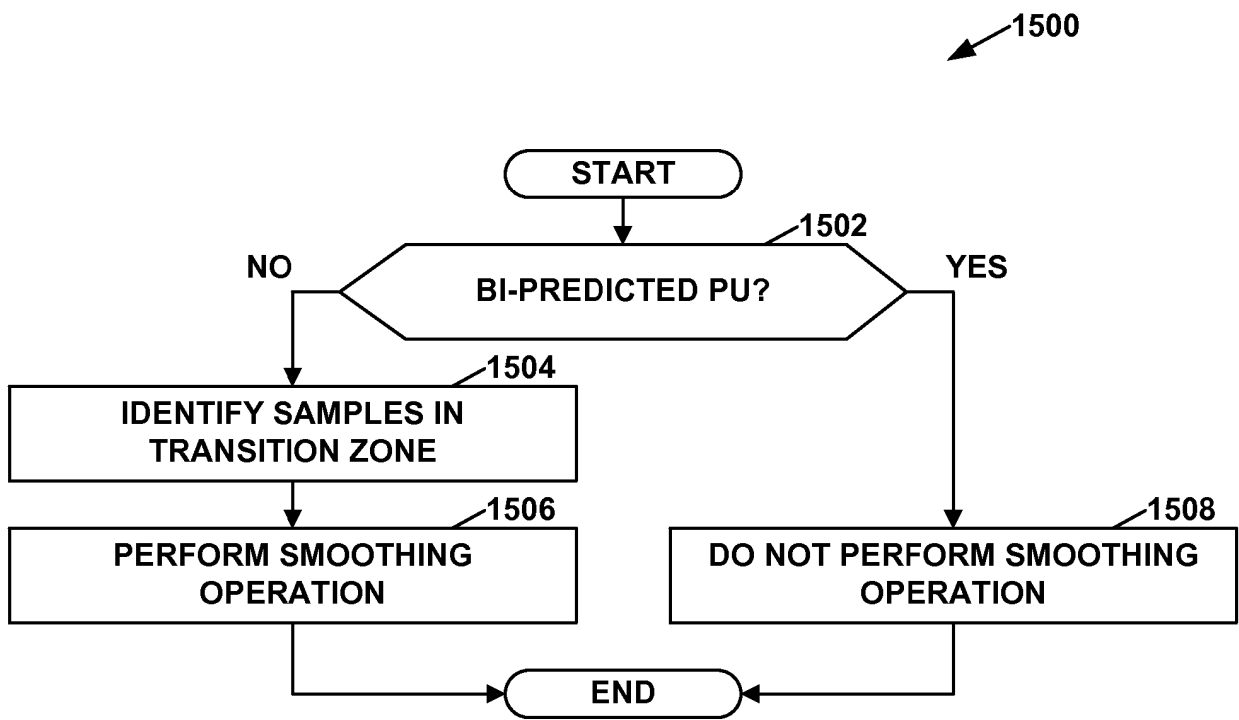 1500
START
1502
NO
YES
BI-PREDICTED PU?
1504
IDENTIFY SAMPLES IN
TRANSITION ZONE
1506
PERFORM SMOOTHING
OPERATION
1508
DO NOT PERFORM SMOOTHING
OPERATION
END